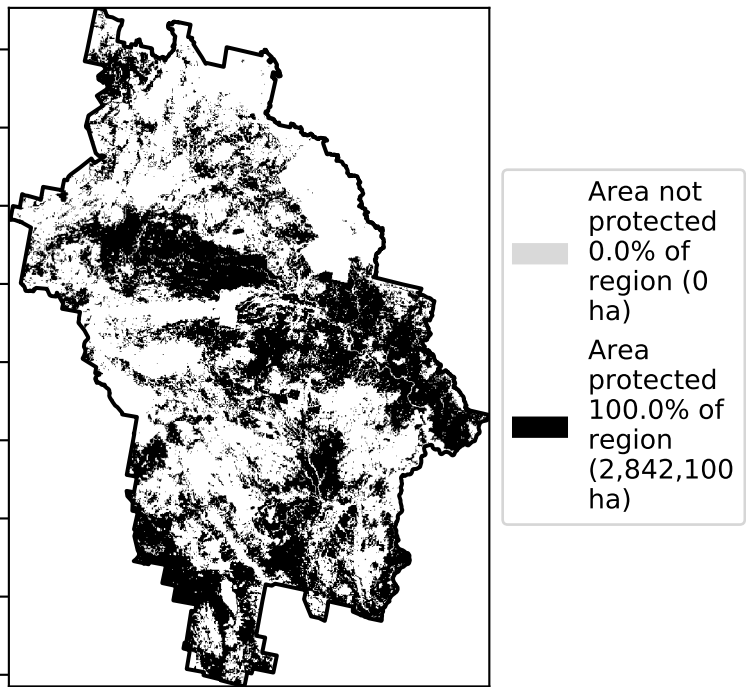 Area not
protected
0.0% of
region (0
ha)
Area
protected
100.0% of
region
(2,842,100
ha)